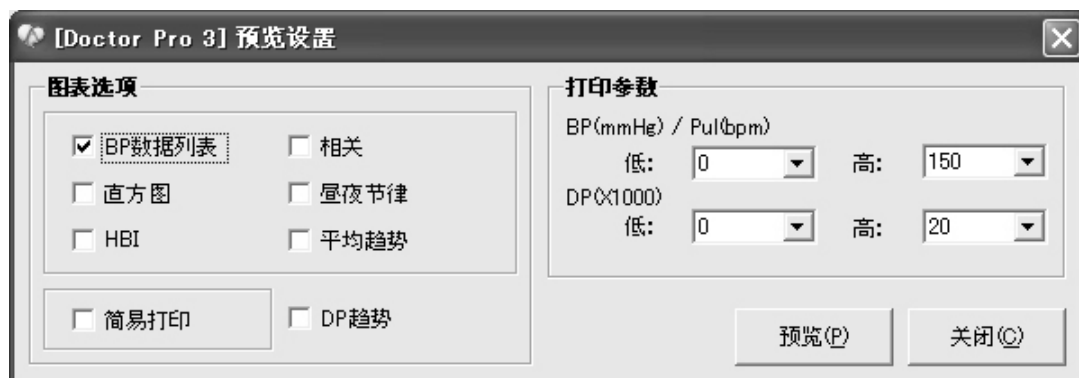 [Doctor Pro 3] 预览设置
图表选项
BP数据列表 相关
直方图 昼夜节律
HBI 平均趋势
简易打印 DP趋势
打印参数
BP(mmHg) / Pul(bpm)
低: 0 高: 150
DP(X1000)
低: 0 高: 20
预览(P) 关闭(C)